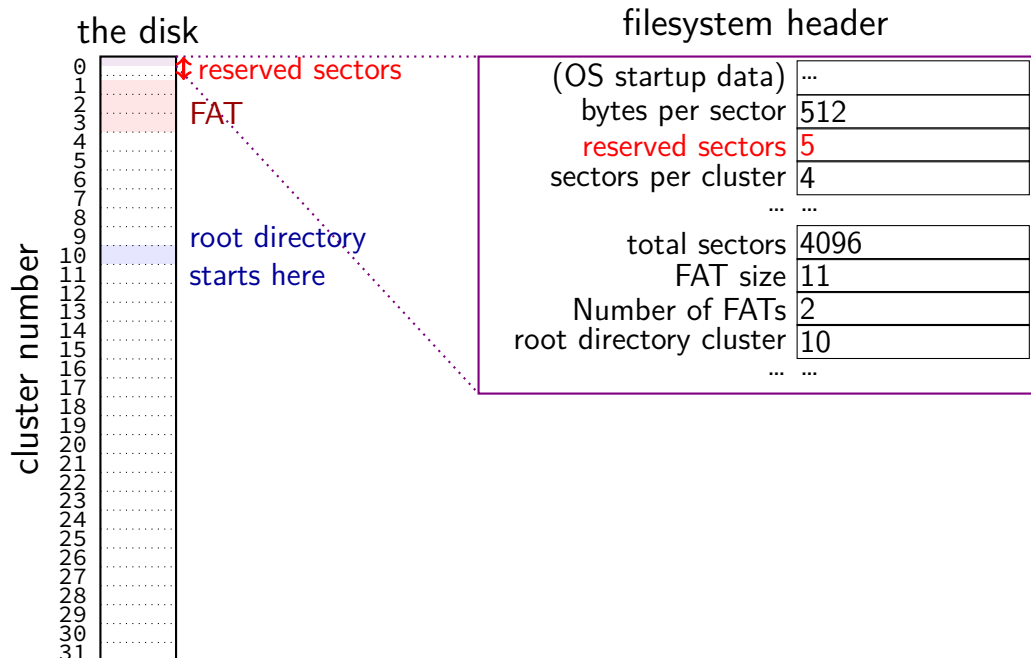 the disk
filesystem header
0
1
2
3
4
5
6
7
8
9
10
11
12
13
14
15
16
17
18
19
20
21
22
23
24
25
26
27
28
29
30
31
cluster number
reserved sectors
FAT
root directory
starts here
(OS startup data) ...
bytes per sector 512
reserved sectors 5
sectors per cluster 4
... ...
total sectors 4096
FAT size 11
Number of FATs 2
root directory cluster 10
... ...